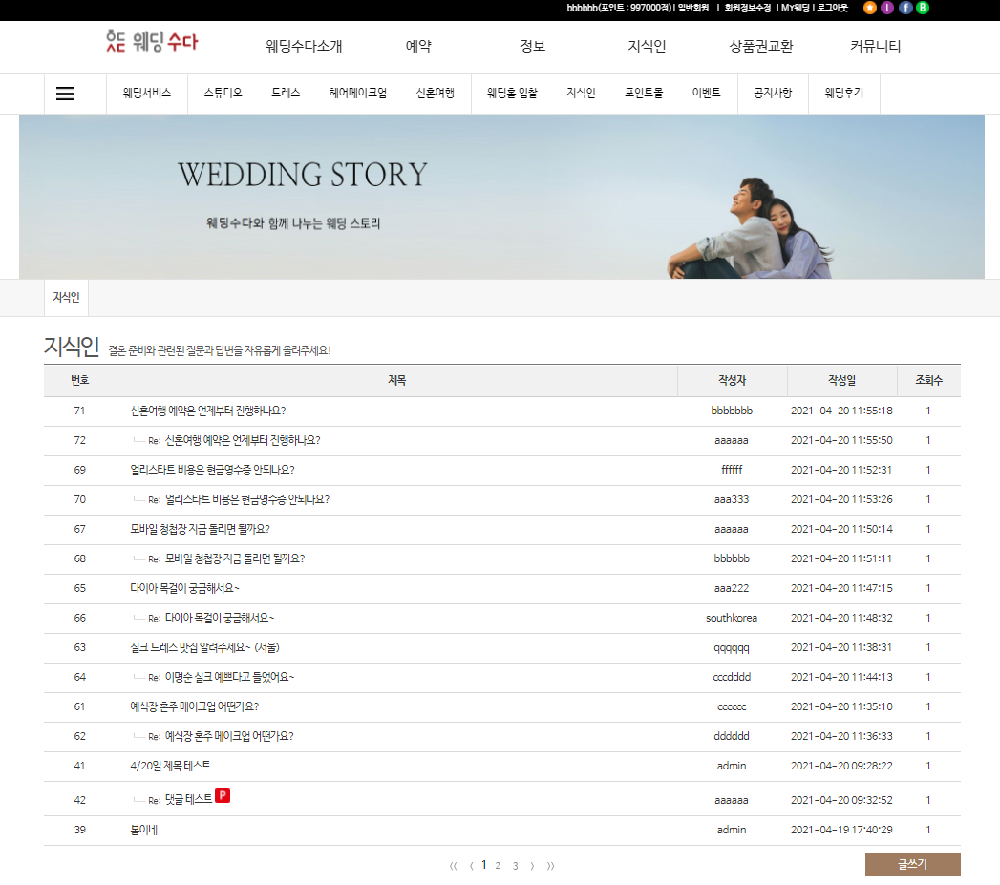 bbbbbb(포인트 : 997000점) | 일반회원 | 회원정보수정 | MY웨딩 | 로그아웃
웨딩 수다
웨딩수다소개 예약 정보 지식인 상품권교환 커뮤니티
웨딩서비스 스튜디오 드레스 헤어메이크업 신혼여행 웨딩홀 입찰 지식인 포인트몰 이벤트 공지사항 웨딩후기
WEDDING STORY
웨딩수다와 함께 나누는 웨딩 스토리
지식인
지식인 결혼 준비와 관련된 질문과 답변을 자유롭게 올려주세요!
번호 제목 작성자 작성일 조회수
71 신혼여행 예약은 언제부터 진행하나요? bbbbbbb 2021-04-20 11:55:18 1
72 Re: 신혼여행 예약은 언제부터 진행하나요? aaaaaa 2021-04-20 11:55:50 1
69 얼리스타트 비용은 현금영수증 안되나요? ffffff 2021-04-20 11:52:31 1
70 Re: 얼리스타트 비용은 현금영수증 안되나요? aaa333 2021-04-20 11:53:26 1
67 모바일 청첩장 지금 돌리면 될까요? aaaaaa 2021-04-20 11:50:14 1
68 Re: 모바일 청첩장 지금 돌리면 될까요? bbbbbb 2021-04-20 11:51:11 1
65 다이아 목걸이 궁금해서요~ aaa222 2021-04-20 11:47:15 1
66 Re: 다이아 목걸이 궁금해서요~ southkorea 2021-04-20 11:48:32 1
63 실크 드레스 맛집 알려주세요~ (서울) qqqqqq 2021-04-20 11:38:31 1
64 Re: 이명순 실크 예쁘다고 들었어요~ cccdddd 2021-04-20 11:44:13 1
61 예식장 혼주 메이크업 어떤가요? cccccc 2021-04-20 11:35:10 1
62 Re: 예식장 혼주 메이크업 어떤가요? dddddd 2021-04-20 11:36:33 1
41 4/20일 제목 테스트 admin 2021-04-20 09:28:22 1
42 Re: 댓글 테스트 P aaaaaa 2021-04-20 09:32:52 1
39 봄이네 admin 2021-04-19 17:40:29 1
《 〈 1 2 3 〉 》
글쓰기